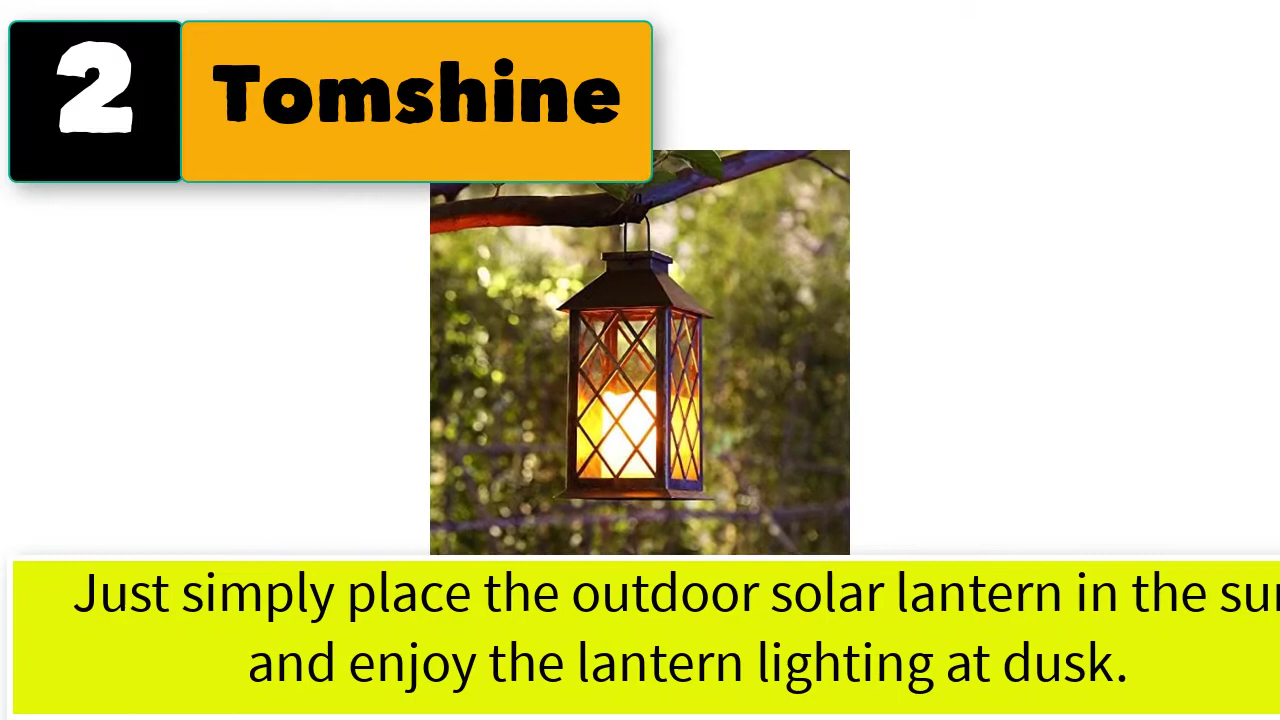 2
Tomshine
Just simply place the outdoor solar lantern in the
and enjoy the lantern lighting at dusk.